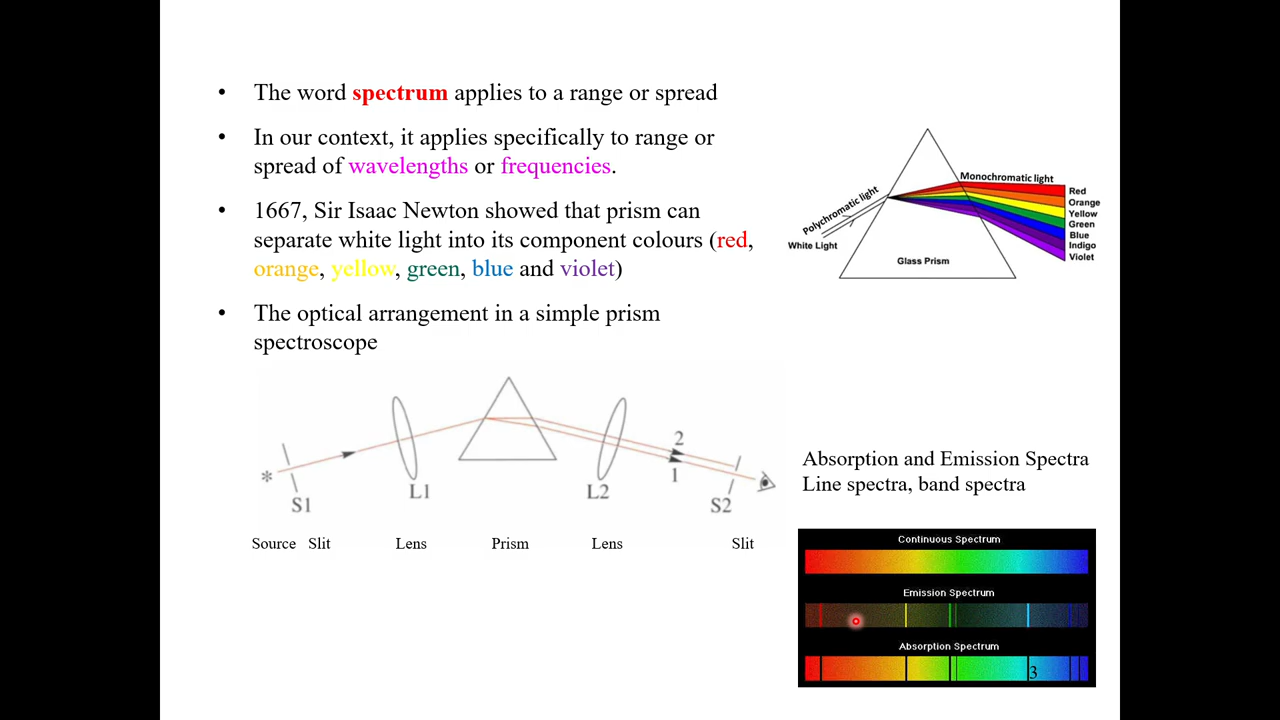 • The word spectrum applies to a range or spread
• In our context, it applies specifically to range or
spread of wavelengths or frequencies.
• 1667, Sir Isaac Newton showed that prism can
separate white light into its component colours (red,
orange, yellow, green, blue and violet)
• The optical arrangement in a simple prism
spectroscope
Polychromatic light
White Light
Monochromatic light
Red
Orange
Yellow
Green
Blue
Indigo
Violet
Glass Prism
*
S1
L1
L2
2
1
S2
Source Slit Lens Prism Lens Slit
Absorption and Emission Spectra
Line spectra, band spectra
Continuous Spectrum
Emission Spectrum
Absorption Spectrum
3